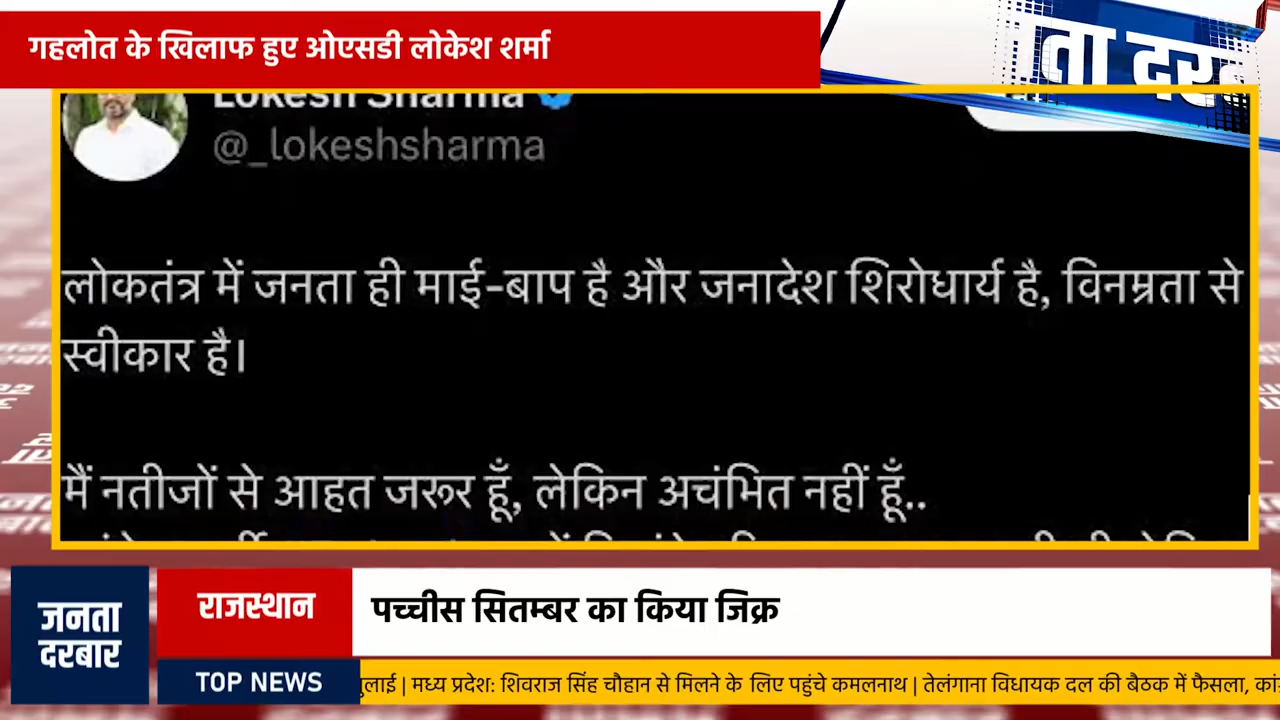 गहलोत के खिलाफ हुए ओएसडी लोकेश शर्मा
ता दरब
Lokesh Sharma
@_lokeshsharma
लोकतंत्र में जनता ही माई-बाप है और जनादेश शिरोधार्य है, विनम्रता से
स्वीकार है।
मैं नतीजों से आहत जरूर हूँ, लेकिन अचंभित नहीं हूँ..
जनता
दरबार
राजस्थान
पच्चीस सितम्बर का किया जिक्र
TOP NEWS
मध्य प्रदेश: शिवराज सिंह चौहान से मिलने के लिए पहुंचे कमलनाथ | तेलंगाना विधायक दल की बैठक में फैसला,